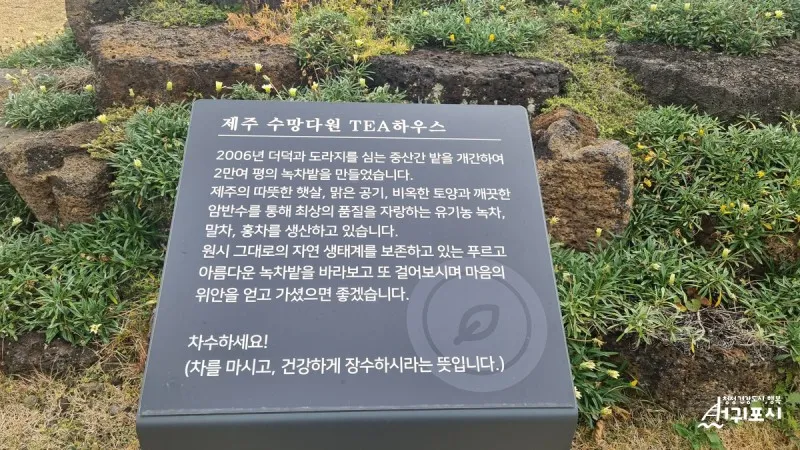 제주 수망다원 TEA하우스
2006년 더덕과 도라지를 심는 중산간 밭을 개간하여
2만여 평의 녹차밭을 만들었습니다.
제주의 따뜻한 햇살, 맑은 공기, 비옥한 토양과 깨끗한
암반수를 통해 최상의 품질을 자랑하는 유기농 녹차,
말차, 홍차를 생산하고 있습니다.
원시 그대로의 자연 생태계를 보존하고 있는 푸르고
아름다운 녹차밭을 바라보고 또 걸어보시며 마음의
위안을 얻고 가셨으면 좋겠습니다.
차수하세요!
(차를 마시고, 건강하게 장수하시라는 뜻입니다.)
청정 건강도시, 행복
서귀포시